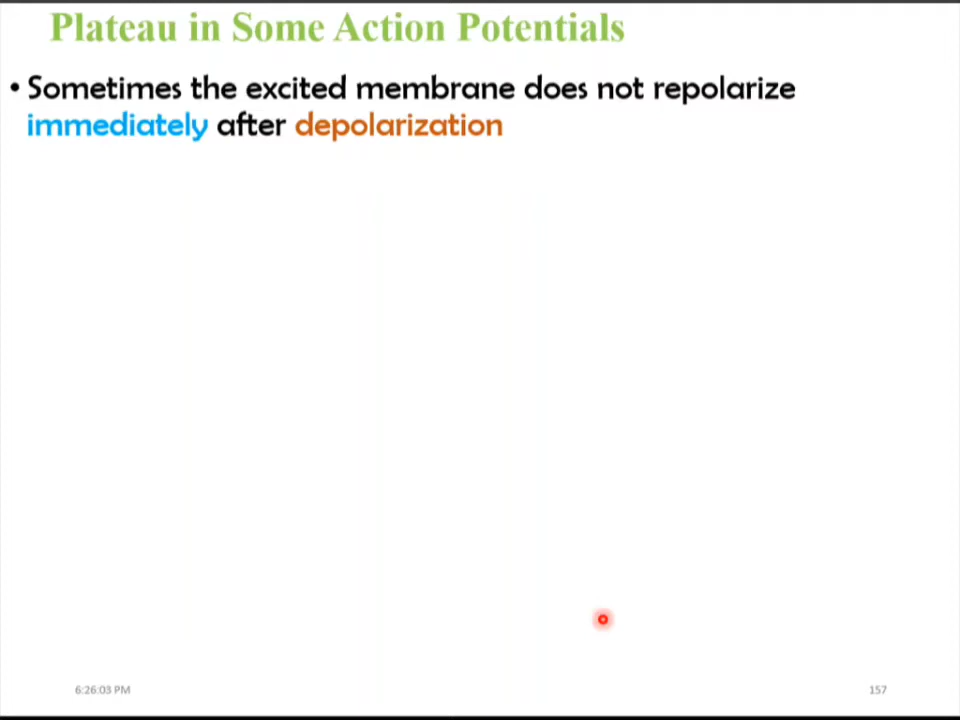 Plateau in Some Action Potentials
• Sometimes the excited membrane does not repolarize
immediately after depolarization
6:26:03 PM
157